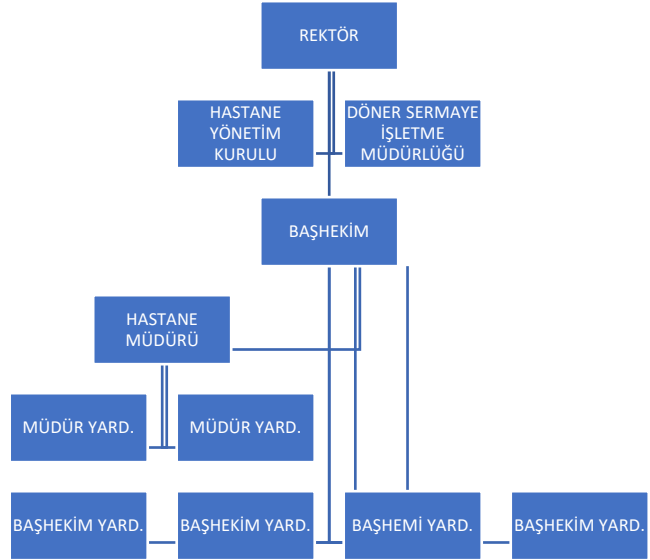 REKTÖR
HASTANE
YÖNETİM
KURULU
DÖNER SERMAYE
İŞLETME
MÜDÜRLÜĞÜ
BAŞHEKİM
HASTANE
MÜDÜRÜ
MÜDÜR YARD.
MÜDÜR YARD.
BAŞHEKİM YARD.
BAŞHEKİM YARD.
BAŞHEMİ YARD.
BAŞHEKİM YARD.